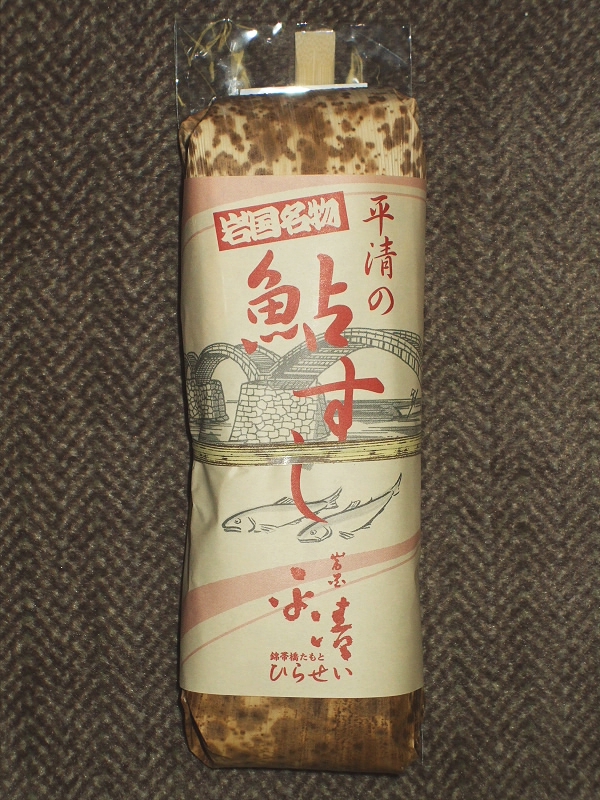 平清の
岩国名物
鮎すし
岩国
平清
錦帯橋たもと
ひらせい